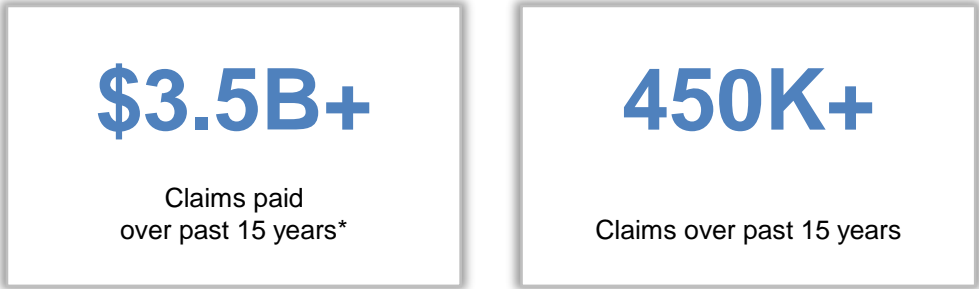 $3.5B+
Claims paid
over past 15 years*
450K+
Claims over past 15 years